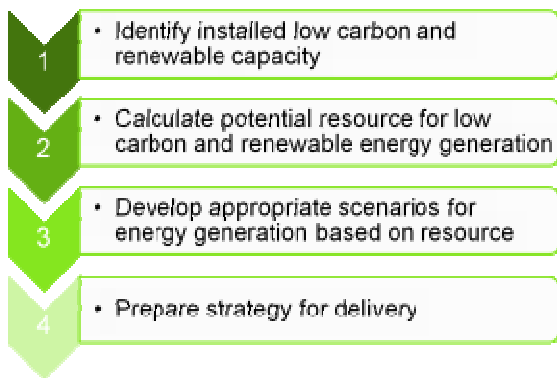 1
• Identify installed low carbon and
renewable capacity
2
• Calculate potential resource for low
carbon and renewable energy generation
3
• Develop appropriate scenarios for
energy generation based on resource
4
• Prepare strategy for delivery